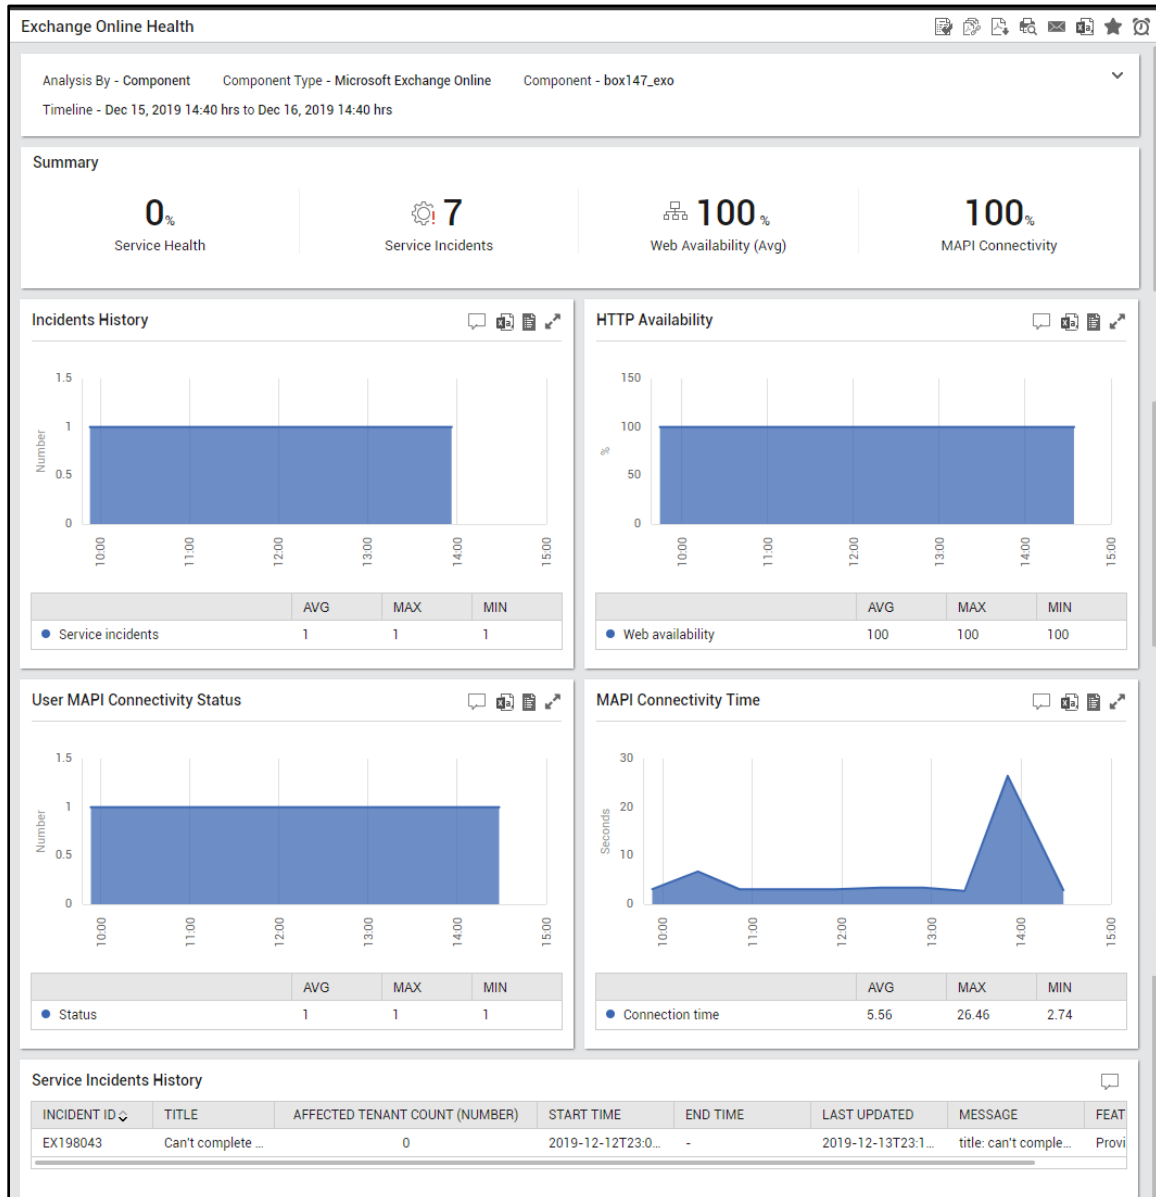 Exchange Online Health
Analysis By - Component Component Type - Microsoft Exchange Online Component - box147_exo
Timeline - Dec 15, 2019 14:40 hrs to Dec 16, 2019 14:40 hrs
Summary
0% 7 100% 100%
Service Health Service Incidents Web Availability (Avg) MAPI Connectivity
Incidents History
1.5
1
0.5
0
Number
10:00 11:00 12:00 13:00 14:00 15:00
AVG MAX MIN
Service incidents 1 1 1
HTTP Availability
150
100
50
0
%
10:00 11:00 12:00 13:00 14:00 15:00
AVG MAX MIN
Web availability 100 100 100
User MAPI Connectivity Status
1.5
1
0.5
0
Number
10:00 11:00 12:00 13:00 14:00 15:00
AVG MAX MIN
Status 1 1 1
MAPI Connectivity Time
30
20
10
0
Seconds
10:00 11:00 12:00 13:00 14:00 15:00
AVG MAX MIN
Connection time 5.56 26.46 2.74
Service Incidents History
INCIDENT ID TITLE AFFECTED TENANT COUNT (NUMBER) START TIME END TIME LAST UPDATED MESSAGE FEAT
EX198043 Can't complete ... 0 2019-12-12T23:0... - 2019-12-13T23:1... title: can't comple... Provi